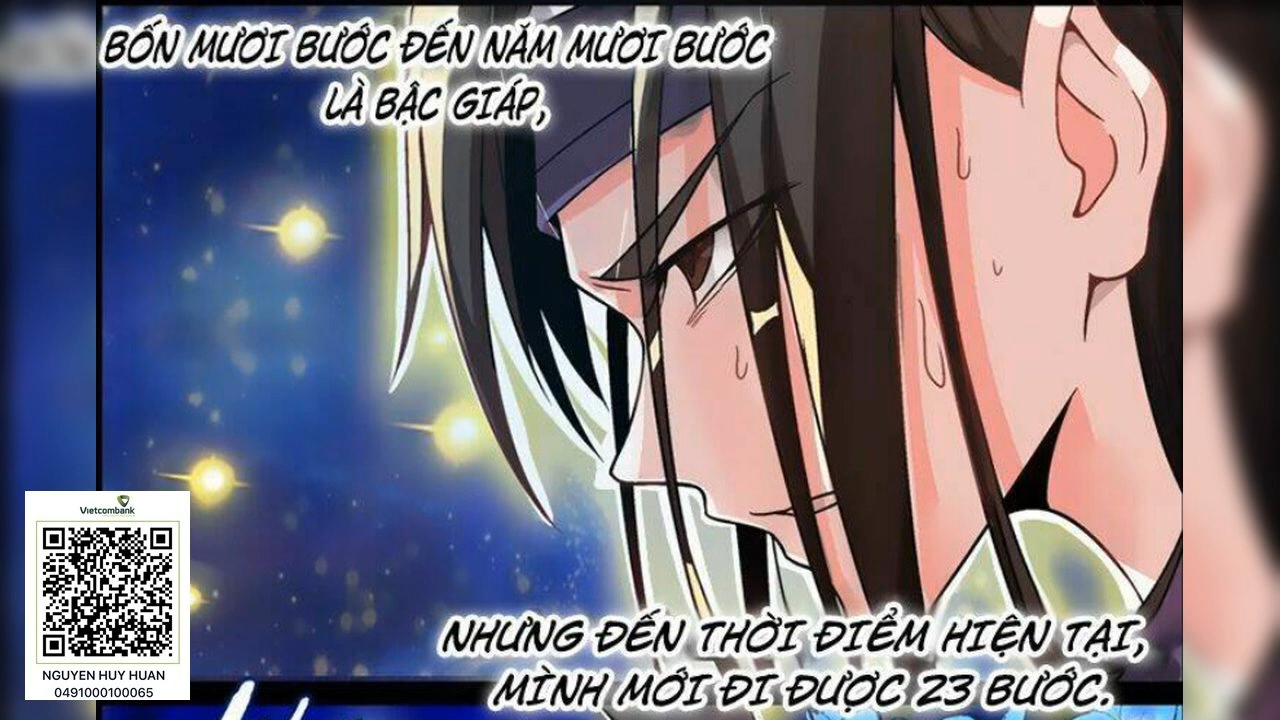 BỐN MƯƠI BƯỚC ĐẾN NĂM MƯƠI BƯỚC
LÀ BẬC GIÁP,
NHƯNG ĐẾN THỜI ĐIỂM HIỆN TẠI,
MÌNH MỚI ĐI ĐƯỢC 23 BƯỚC.
Vietcombank
NGUYEN HUY HUAN
0491000100065